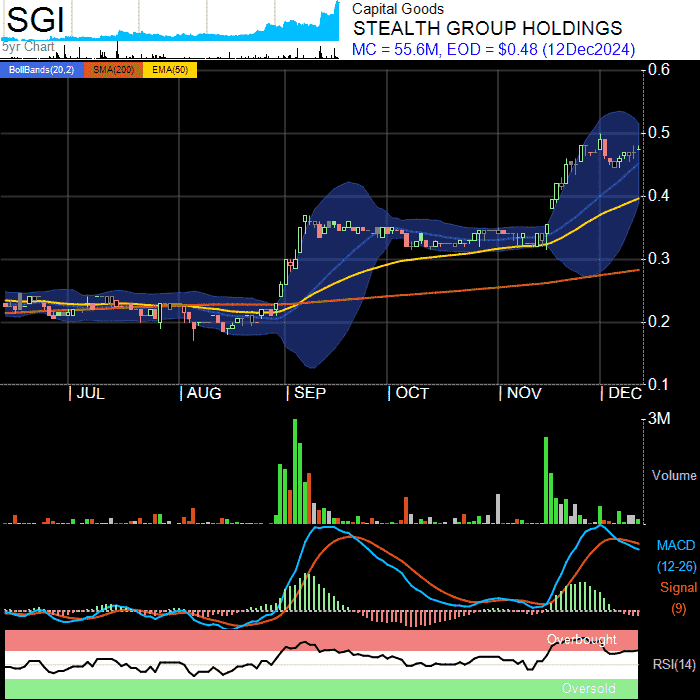 SGI
5yr Chart
Capital Goods
STEALTH GROUP HOLDINGS
MC = 55.6M, EOD = $0.48 (12Dec2024)
BollBands(20,2) SMA(200) EMA(50)
0.6
0.5
0.4
0.3
0.2
0.1
JUL AUG SEP OCT NOV DEC
3M
Volume
MACD
(12-26)
Signal
(9)
Overbought
RSI(14)
Oversold